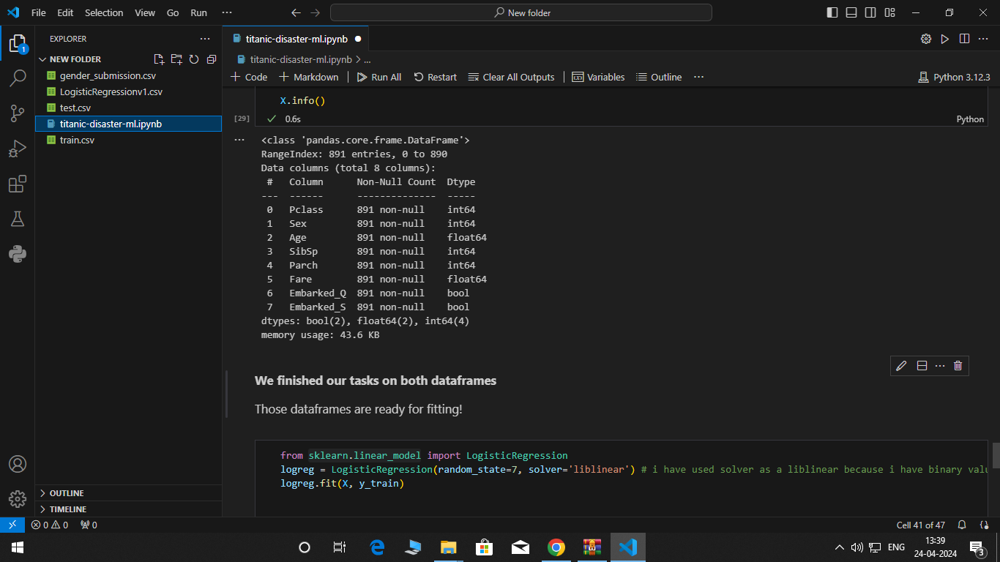 File Edit Selection View Go Run ···
New folder
EXPLORER ···
NEW FOLDER
gender_submission.csv
LogisticRegressionv1.csv
test.csv
titanic-disaster-ml.ipynb
train.csv
OUTLINE
TIMELINE
1
titanic-disaster-ml.ipynb
titanic-disaster-ml.ipynb > ...
+ Code + Markdown Run All Restart Clear All Outputs Variables Outline ··· Python 3.12.3
X.info()
[29] ✓ 0.6s Python
··· <class 'pandas.core.frame.DataFrame'>
RangeIndex: 891 entries, 0 to 890
Data columns (total 8 columns):
# Column Non-Null Count Dtype
--- ------ -------------- -----
0 Pclass 891 non-null int64
1 Sex 891 non-null int64
2 Age 891 non-null float64
3 SibSp 891 non-null int64
4 Parch 891 non-null int64
5 Fare 891 non-null float64
6 Embarked_Q 891 non-null bool
7 Embarked_S 891 non-null bool
dtypes: bool(2), float64(2), int64(4)
memory usage: 43.6 KB
We finished our tasks on both dataframes
Those dataframes are ready for fitting!
from sklearn.linear_model import LogisticRegression
logreg = LogisticRegression(random_state=7, solver='liblinear') # i have used solver as a liblinear because i have binary valu
logreg.fit(X, y_train)
0 0 0 Cell 41 of 47
ENG 13:39
24-04-2024 3